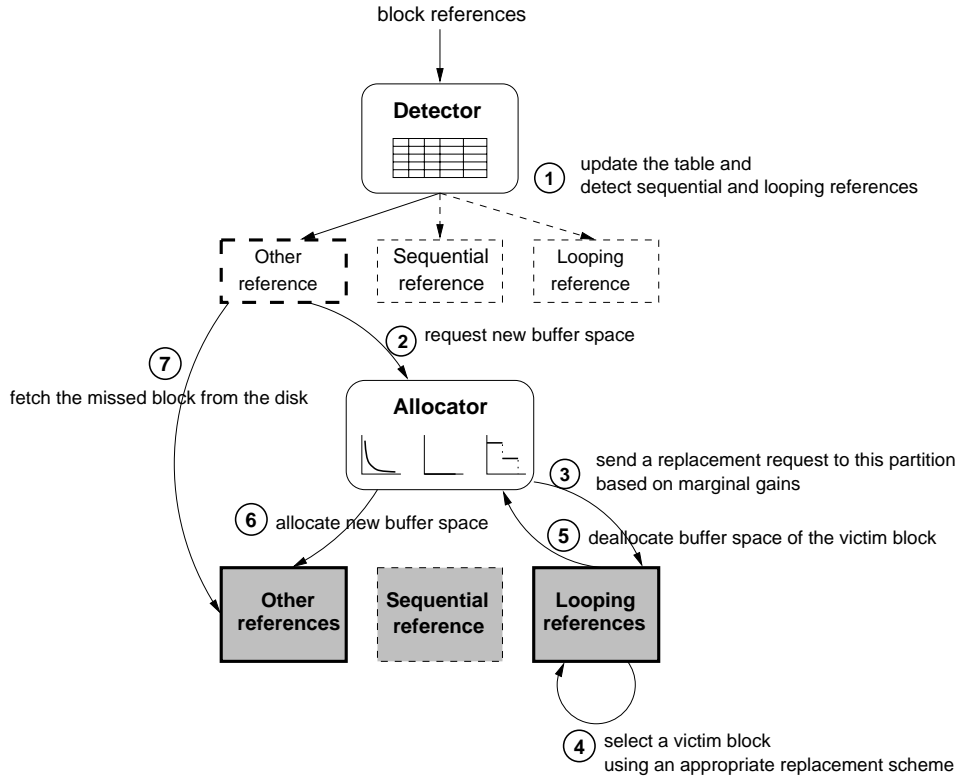 block references
Detector
1
update the table and
detect sequential and looping references
Other
reference
Sequential
reference
Looping
reference
2
request new buffer space
7
fetch the missed block from the disk
Allocator
3
send a replacement request to this partition
based on marginal gains
6
allocate new buffer space
5
deallocate buffer space of the victim block
Other
references
Sequential
reference
Looping
references
4
select a victim block
using an appropriate replacement scheme